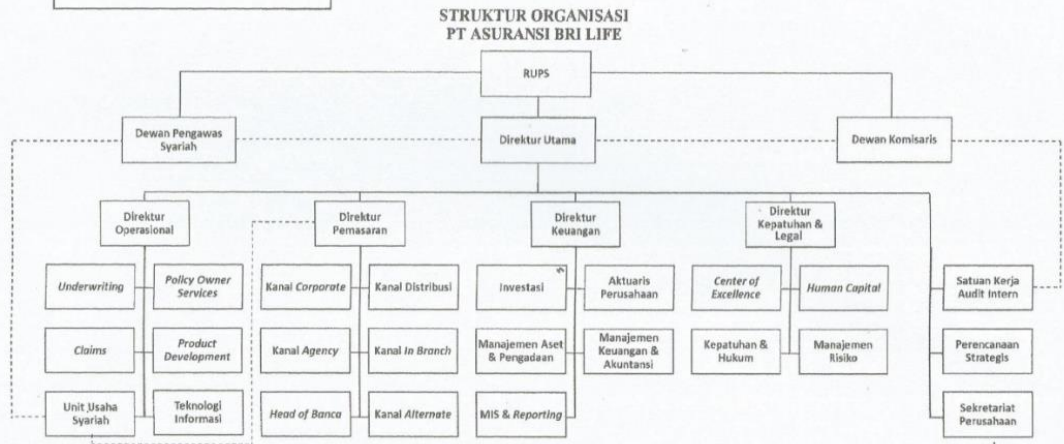 STRUKTUR ORGANISASI
PT ASURANSI BRI LIFE
RUPS
Dewan Pengawas
Syariah
Direktur Utama
Dewan Komisaris
Direktur
Operasional
Direktur
Pemasaran
Direktur
Keuangan
Direktur
Kepatuhan &
Legal
Underwriting
Policy Owner
Services
Kanal Corporate
Kanal Distribusi
Investasi
Aktuaris
Perusahaan
Center of
Excellence
Human Capital
Satuan Kerja
Audit Intern
Claims
Product
Development
Kanal Agency
Kanal In Branch
Manajemen Aset
& Pengadaan
Manajemen
Keuangan &
Akuntansi
Kepatuhan &
Hukum
Manajemen
Risiko
Perencanaan
Strategis
Unit Usaha
Syariah
Teknologi
Informasi
Head of Banca
Kanal Alternate
MIS & Reporting
Sekretariat
Perusahaan